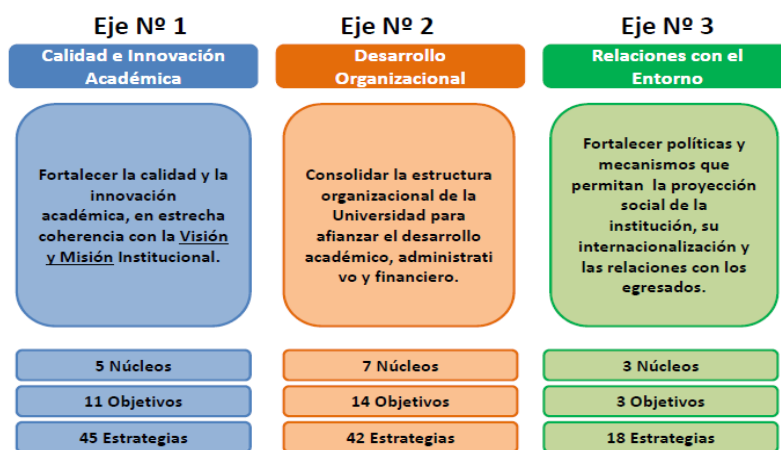 Eje Nº 1
Calidad e Innovación
Académica
Fortalecer la calidad y la
innovación
académica, en estrecha
coherencia con la Visión
y Misión Institucional.
5 Núcleos
11 Objetivos
45 Estrategias
Eje Nº 2
Desarrollo
Organizacional
Consolidar la estructura
organizacional de la
Universidad para
afianzar el desarrollo
académico, administrati
vo y financiero.
7 Núcleos
14 Objetivos
42 Estrategias
Eje Nº 3
Relaciones con el
Entorno
Fortalecer políticas y
mecanismos que
permitan la proyección
social de la
institución, su
internacionalización y
las relaciones con los
egresados.
3 Núcleos
3 Objetivos
18 Estrategias